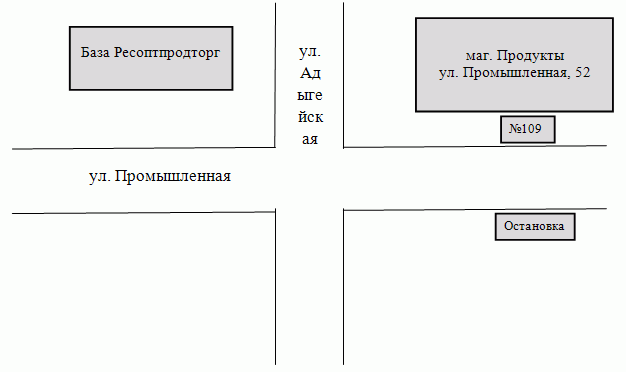 База Ресоптпродторг
ул.
Ад
ыге
йск
ая
маг. Продукты
ул. Промышленная, 52
№109
ул. Промышленная
Остановка